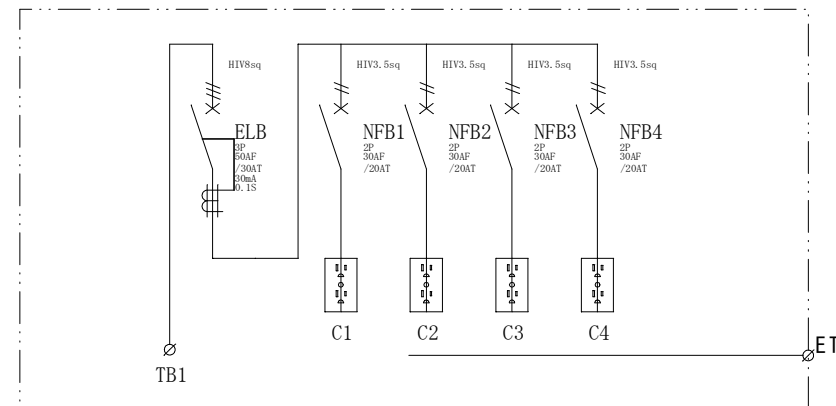 HIV8sq
HIV3.5sq
HIV3.5sq
HIV3.5sq
HIV3.5sq
ELB
3P
50AF
/30AT
30mA
0.1S
NFB1
2P
30AF
/20AT
NFB2
2P
30AF
/20AT
NFB3
2P
30AF
/20AT
NFB4
2P
30AF
/20AT
C1
C2
C3
C4
TB1